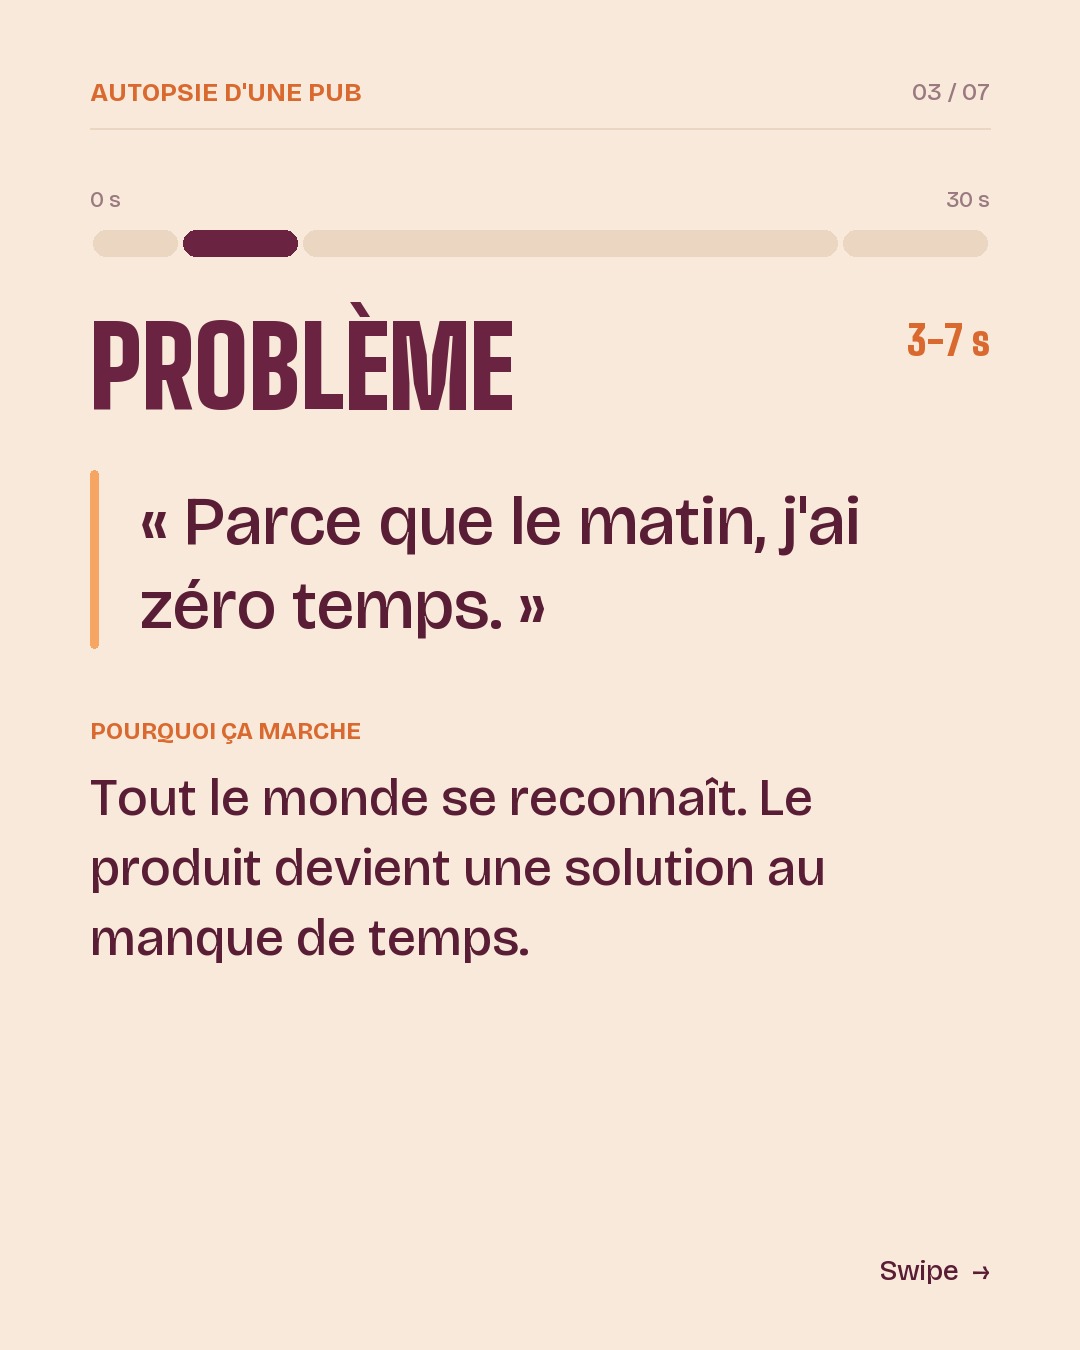 AUTOPSIE D'UNE PUB
03 / 07
0 s
30 s
PROBLÈME
3–7 s
« Parce que le matin, j'ai
zéro temps. »
POURQUOI ÇA MARCHE
Tout le monde se reconnaît. Le
produit devient une solution au
manque de temps.
Swipe →